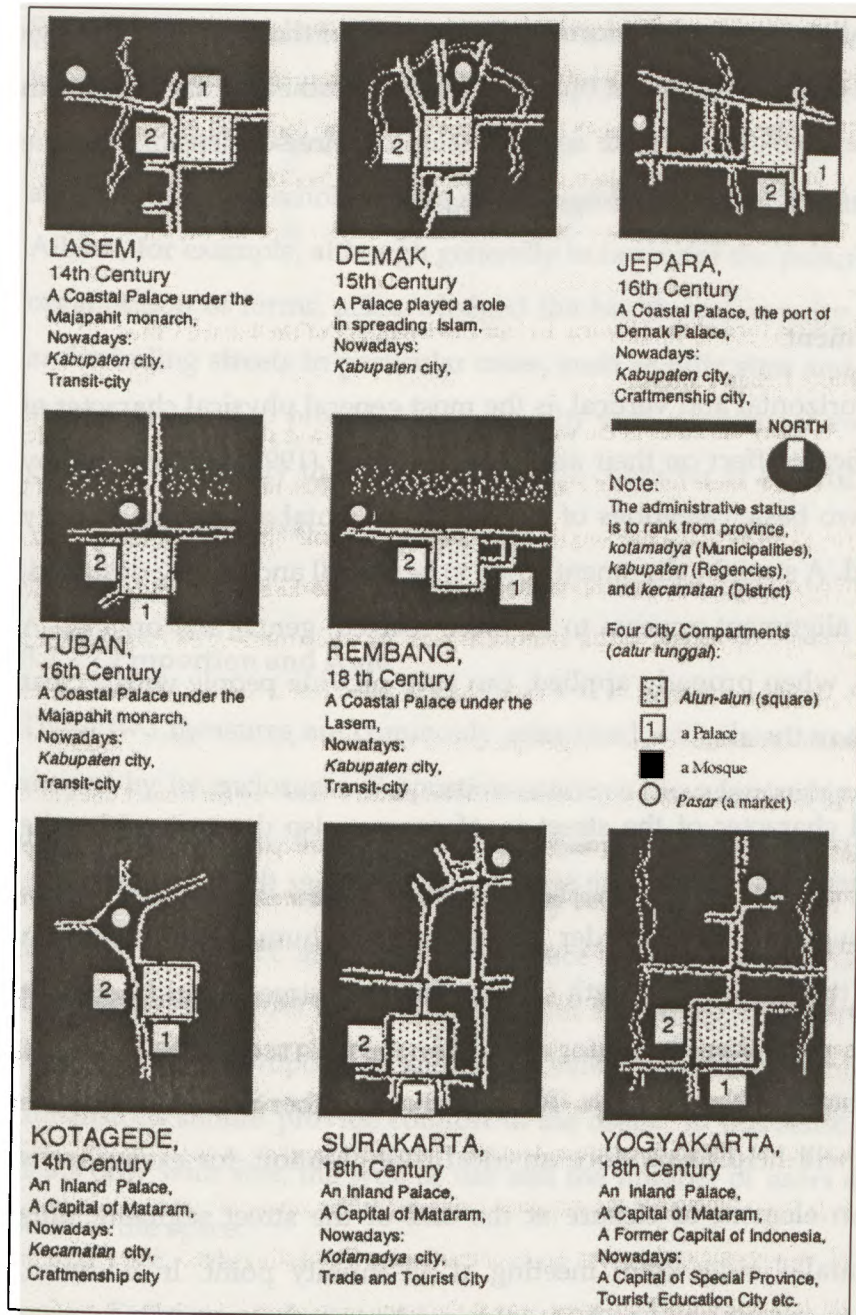 1
2
LASEM,
14th Century
A Coastal Palace under the
Majapahit monarch,
Nowadays:
Kabupaten city,
Transit-city
2
1
DEMAK,
15th Century
A Palace played a role
in spreading Islam,
Nowadays:
Kabupaten city,
1
2
JEPARA,
16th Century
A Coastal Palace, the port of
Demak Palace,
Nowadays:
Kabupaten city,
Craftmenship city,
2
1
TUBAN,
16th Century
A Coastal Palace under the
Majapahit monarch,
Nowadays:
Kabupaten city,
Transit-city
2
1
REMBANG,
18 th Century
A Coastal Palace under the
Lasem,
Nowafays:
Kabupaten city,
Transit-city
NORTH
Note:
The administrative status
is to rank from province,
kotamadya (Municipalities),
kabupaten (Regencies),
and kecamatan (District)
Four City Compartments
(catur tunggal):
Alun-alun (square)
1 a Palace
a Mosque
Pasar (a market)
2
1
KOTAGEDE,
14th Century
An Inland Palace,
A Capital of Mataram,
Nowadays:
Kecamatan city,
Craftmenship city
2
1
SURAKARTA,
18th Century
An Inland Palace,
A Capital of Mataram,
Nowadays:
Kotamadya city,
Trade and Tourist City
2
1
YOGYAKARTA,
18th Century
An Inland Palace,
A Capital of Mataram,
A Former Capital of Indonesia,
Nowadays:
A Capital of Special Province,
Tourist, Education City etc.